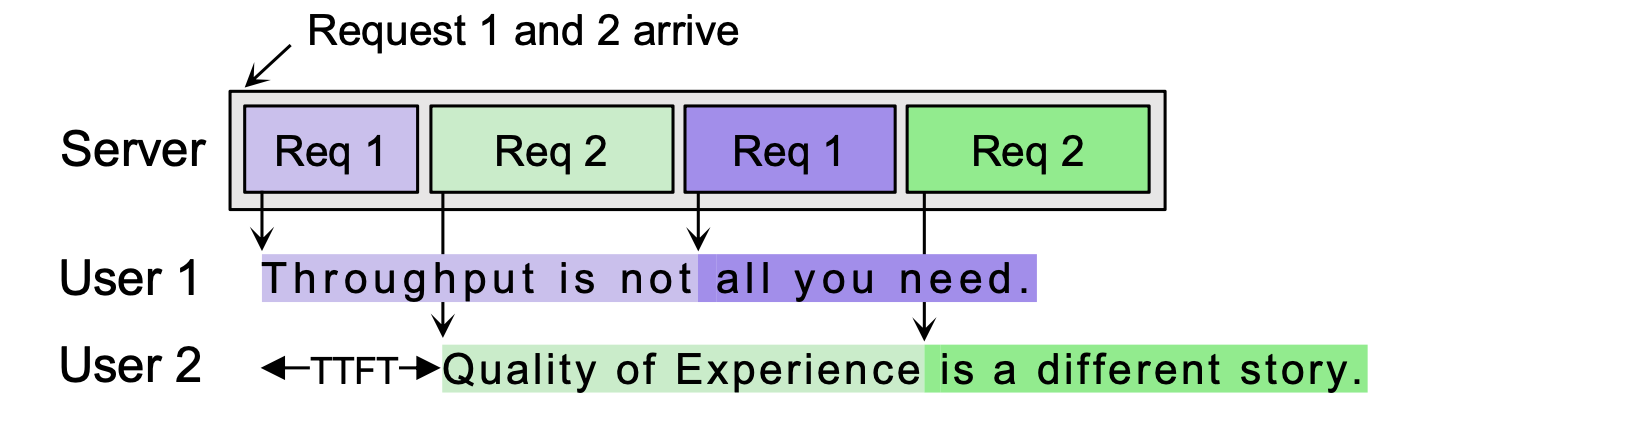 Request 1 and 2 arrive
Server Req 1 Req 2 Req 1 Req 2
User 1 Throughput is not all you need.
User 2 TTFT Quality of Experience is a different story.